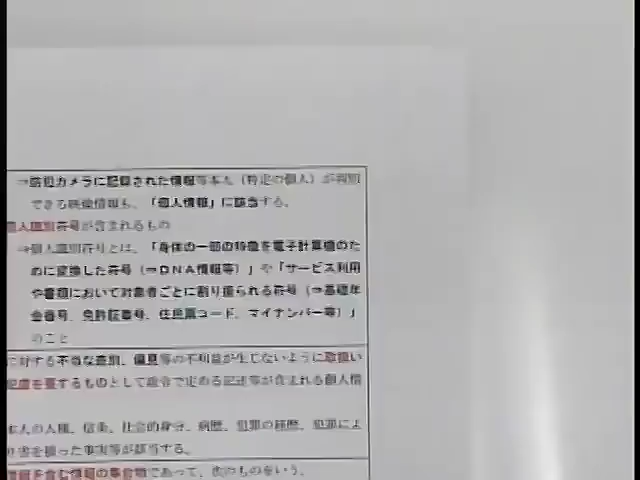 ⇒防犯カメラに記録された情報等本人（特定の個人）が判別
できる映像情報も、「個人情報」に該当する。
個人識別符号が含まれるもの
⇒個人識別符号とは、「身体の一部の特徴を電子計算機のた
めに変換した符号（⇒DNA情報等）」や「サービス利用
や書類において対象者ごとに割り振られる符号（⇒基礎年
金番号、免許証番号、住民票コード、マイナンバー等）」
のこと
に対する不当な差別、偏見等の不利益が生じないように取扱い
配慮を要するものとして政令で定める記述等が含まれる個人情
本人の人種、信条、社会的身分、病歴、犯罪の経歴、犯罪によ
り害を被った事実等が該当する。
情報を含む情報の集合物であって、次のものをいう。